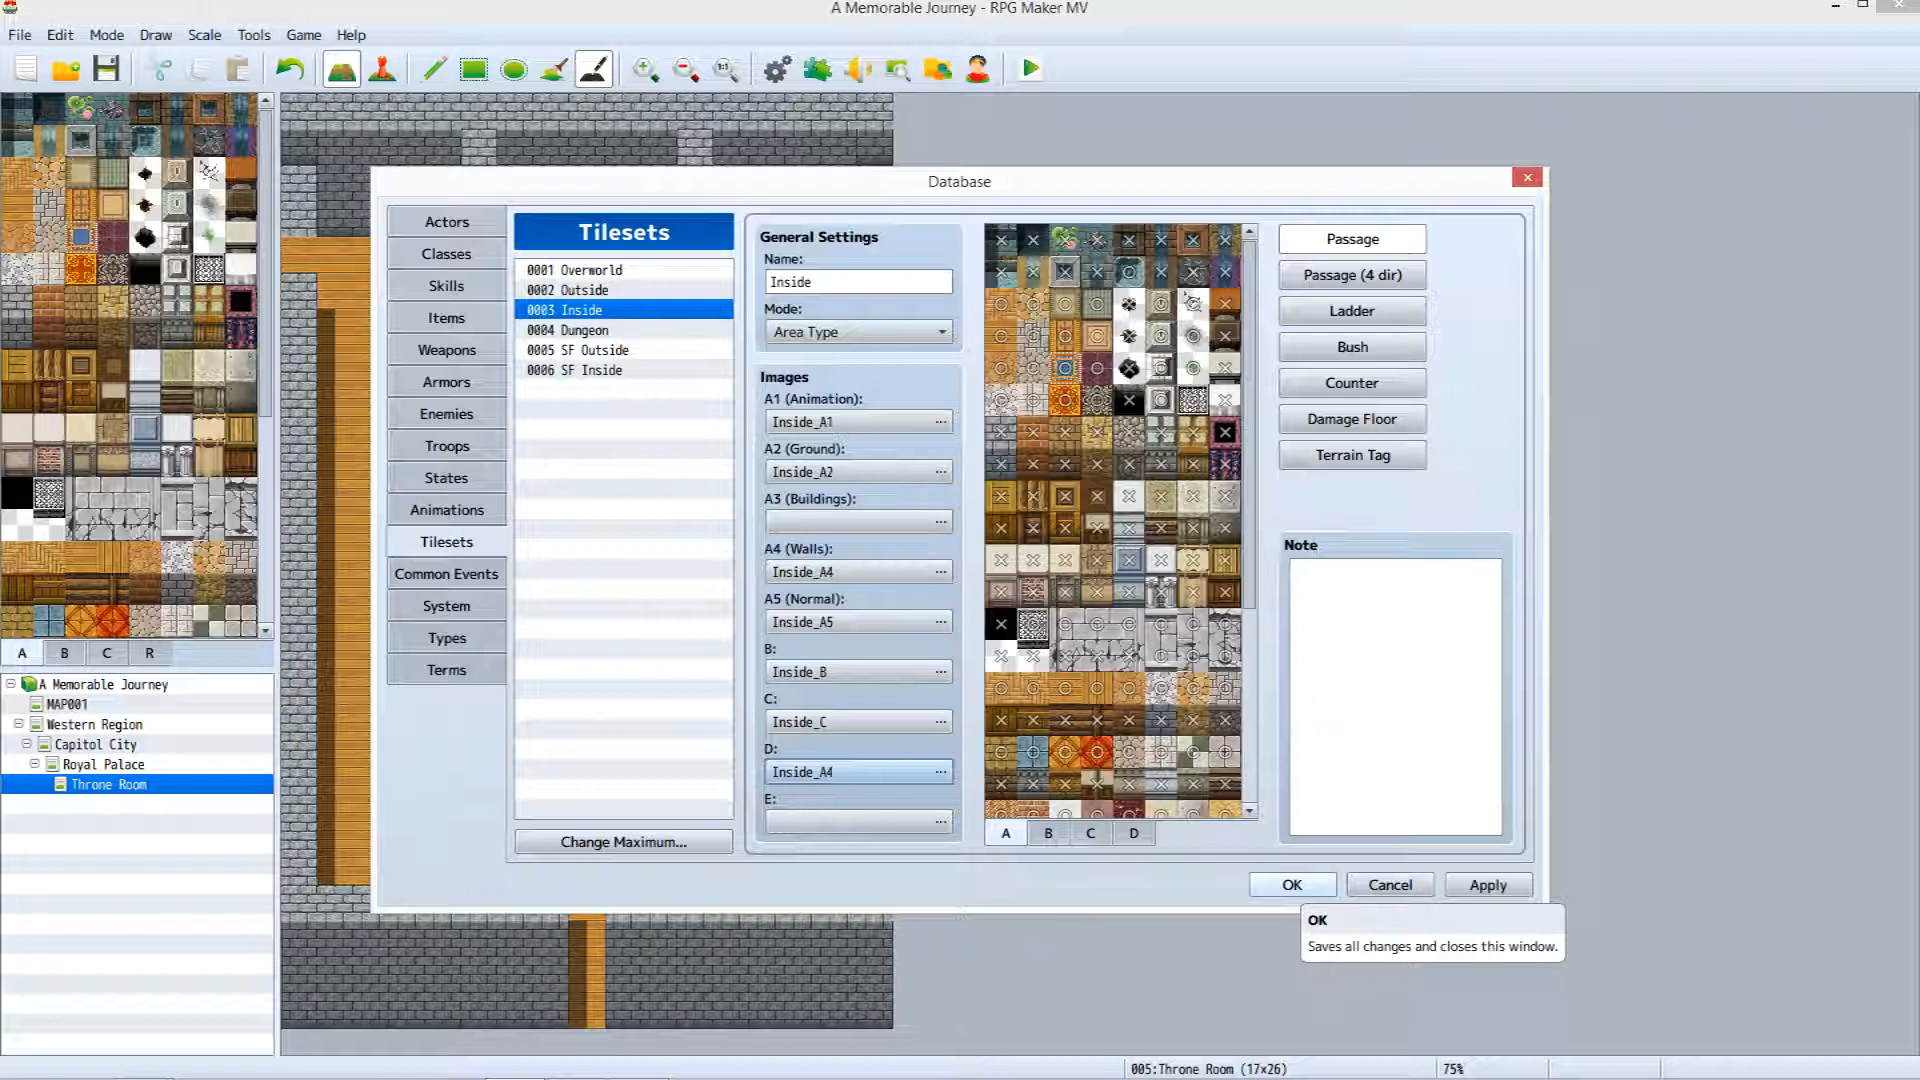 A Memorable Journey - RPG Maker MV
File Edit Mode Draw Scale Tools Game Help
1:1
Database
Actors
Classes
Skills
Items
Weapons
Armors
Enemies
Troops
States
Animations
Tilesets
Common Events
System
Types
Terms
Tilesets
0001 Overworld
0002 Outside
0003 Inside
0004 Dungeon
0005 SF Outside
0006 SF Inside
Change Maximum...
General Settings
Name:
Inside
Mode:
Area Type
Images
A1 (Animation):
Inside_A1 ...
A2 (Ground):
Inside_A2 ...
A3 (Buildings):
...
A4 (Walls):
Inside_A4 ...
A5 (Normal):
Inside_A5 ...
B:
Inside_B ...
C:
Inside_C ...
D:
Inside_A4 ...
E:
...
A B C D
Passage
Passage (4 dir)
Ladder
Bush
Counter
Damage Floor
Terrain Tag
Note
OK Cancel Apply
OK
Saves all changes and closes this window.
A B C R
A Memorable Journey
MAP001
Western Region
Capitol City
Royal Palace
Throne Room
005:Throne Room (17×26) 75%